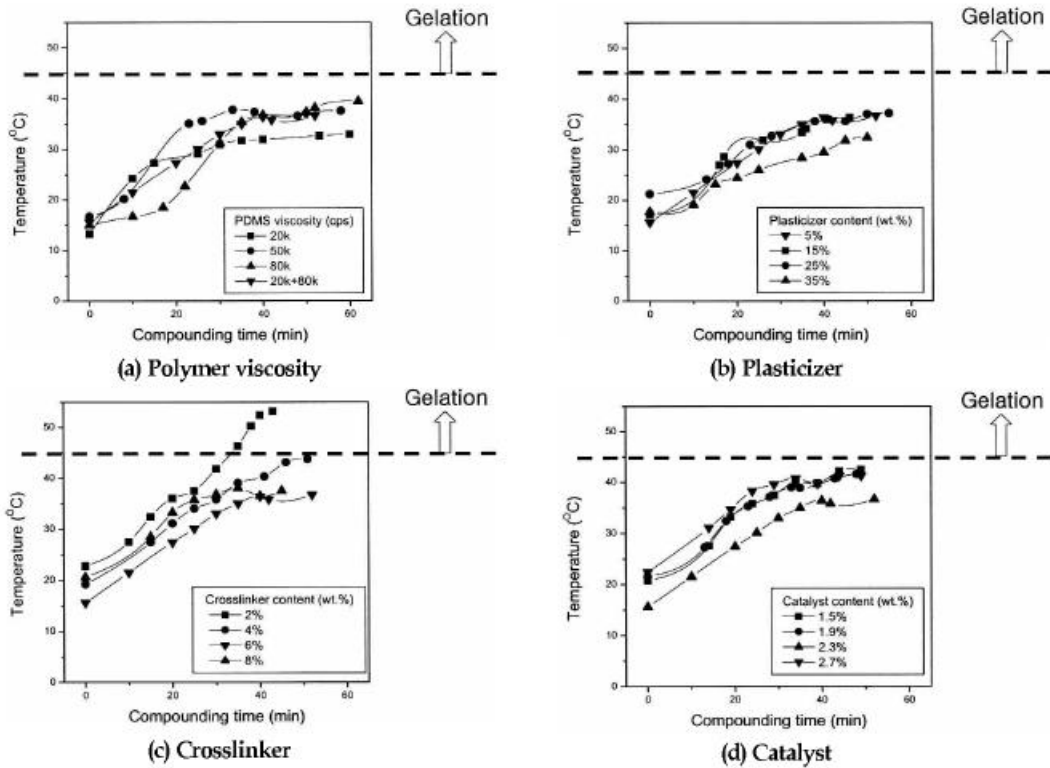 Gelation
50
40
30
20
10
0
Temperature (°C)
PDMS viscosity (cps)
20k
50k
80k
20k+80k
0 20 40 60
Compounding time (min)
(a) Polymer viscosity
Gelation
50
40
30
20
10
0
Temperature (°C)
Plasticizer content (wt.%)
5%
15%
25%
35%
0 20 40 60
Compounding time (min)
(b) Plasticizer
Gelation
50
40
30
20
10
0
Temperature (°C)
Crosslinker content (wt.%)
2%
4%
6%
8%
0 20 40 60
Compounding time (min)
(c) Crosslinker
Gelation
50
40
30
20
10
0
Temperature (°C)
Catalyst content (wt.%)
1.5%
1.9%
2.3%
2.7%
0 20 40 60
Compounding time (min)
(d) Catalyst